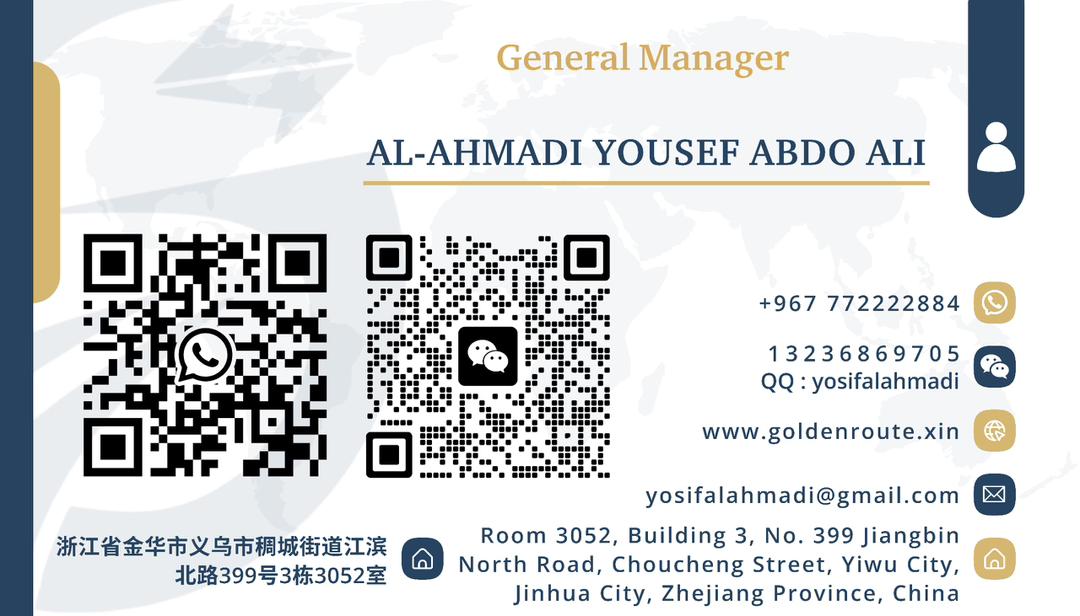 General Manager
AL-AHMADI YOUSEF ABDO ALI
+967 772222884
13236869705
QQ : yosifalahmadi
www.goldenroute.xin
yosifalahmadi@gmail.com
Room 3052, Building 3, No. 399 Jiangbin
North Road, Choucheng Street, Yiwu City,
Jinhua City, Zhejiang Province, China
浙江省金华市义乌市稠城街道江滨
北路399号3栋3052室